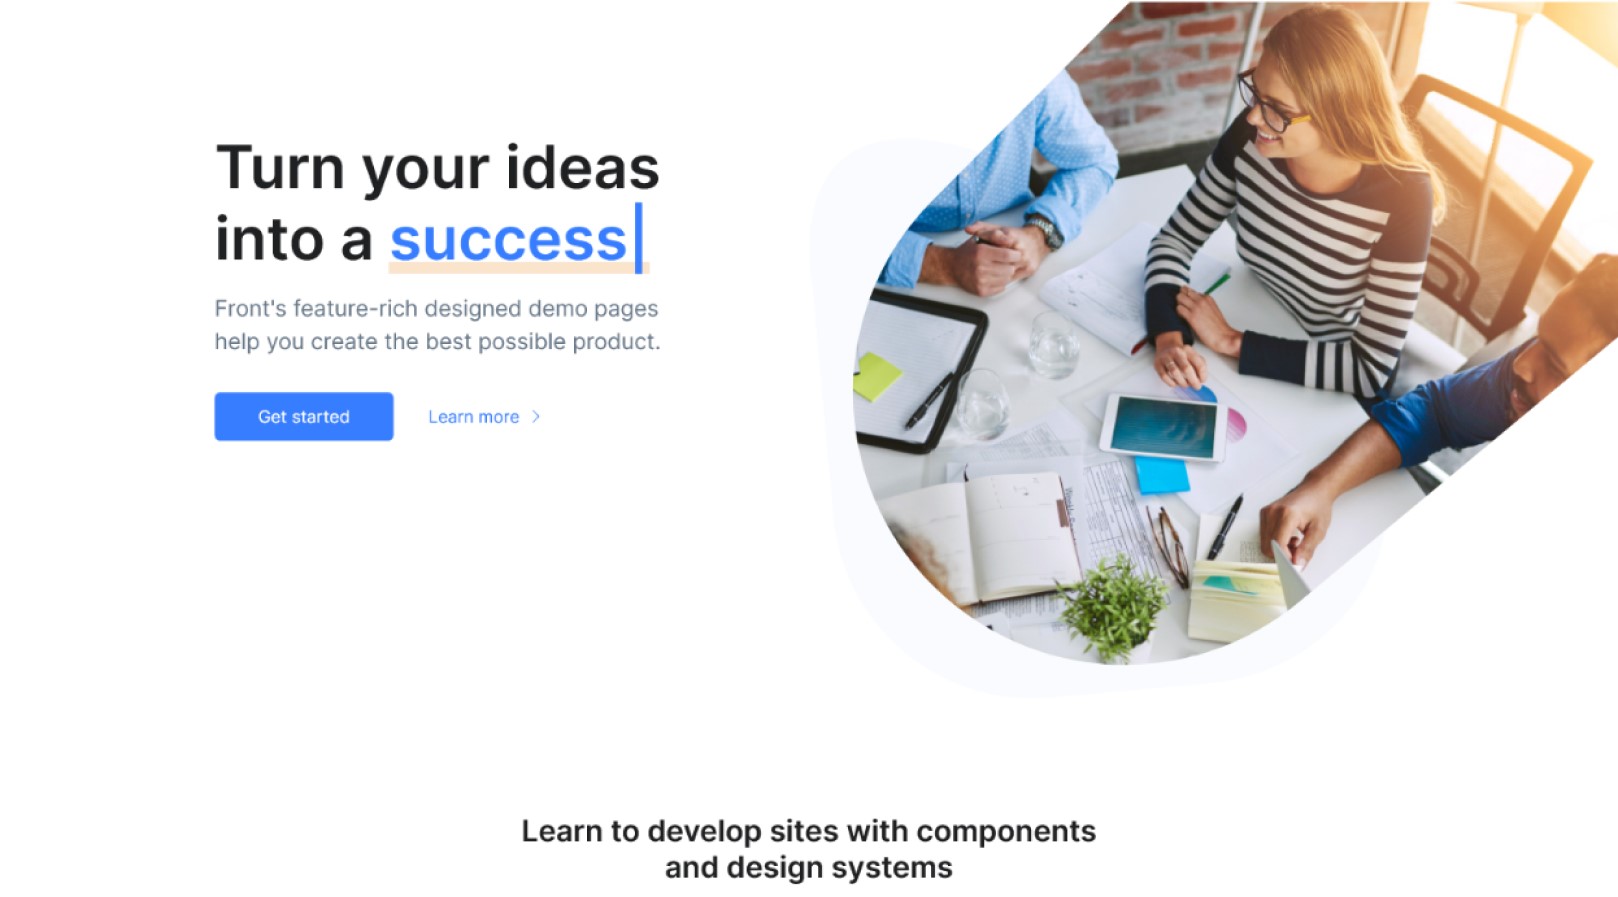 Turn your ideas
into a success|
Front's feature-rich designed demo pages
help you create the best possible product.
Get started
Learn more >
Learn to develop sites with components
and design systems